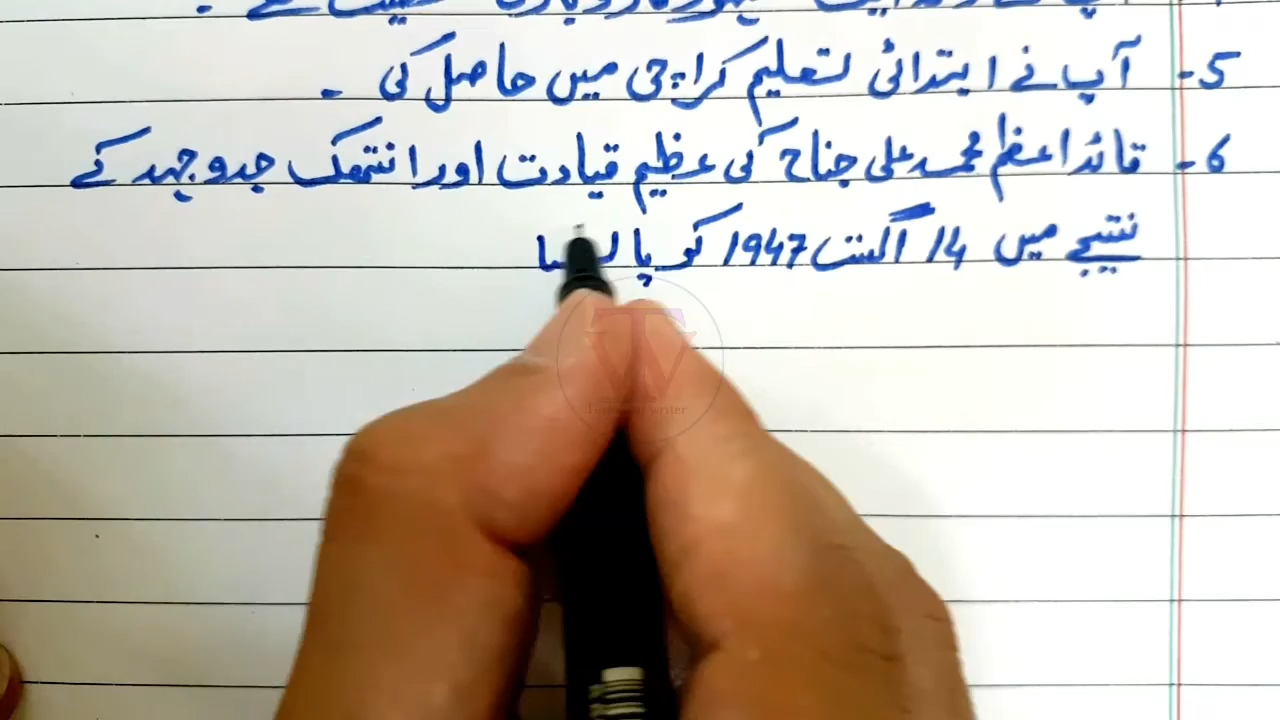 5- آپ نے ابتدائی تعلیم کراچی میں حاصل کی ۔
6- قائداعظم محمد علی جناح کی عظیم قیادت اور انتھک جدوجہد کے
نتیجے میں 14 اگست 1947 کو